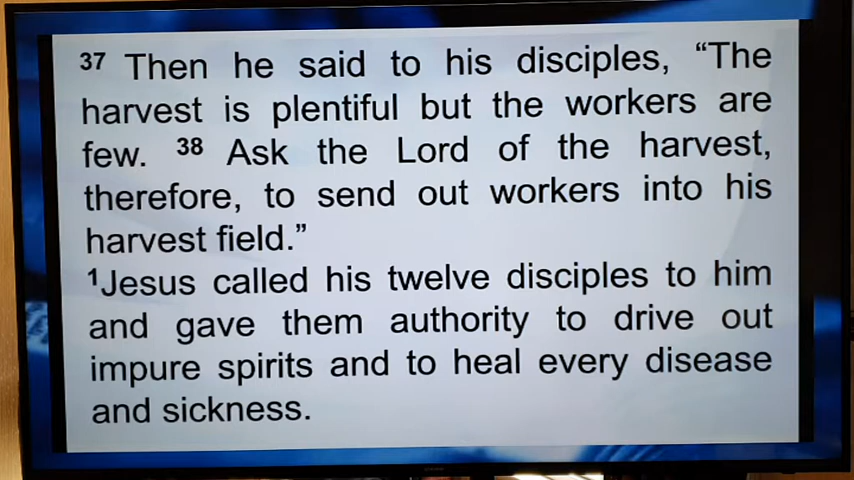 37 Then he said to his disciples, “The
harvest is plentiful but the workers are
few. 38 Ask the Lord of the harvest,
therefore, to send out workers into his
harvest field.”
1Jesus called his twelve disciples to him
and gave them authority to drive out
impure spirits and to heal every disease
and sickness.